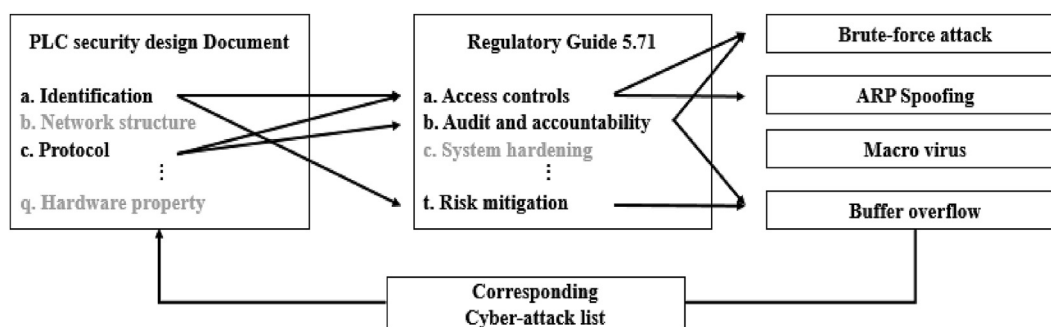 PLC security design Document
a. Identification
b. Network structure
c. Protocol
⋮
q. Hardware property
Regulatory Guide 5.71
a. Access controls
b. Audit and accountability
c. System hardening
⋮
t. Risk mitigation
Brute-force attack
ARP Spoofing
Macro virus
Buffer overflow
Corresponding
Cyber-attack list